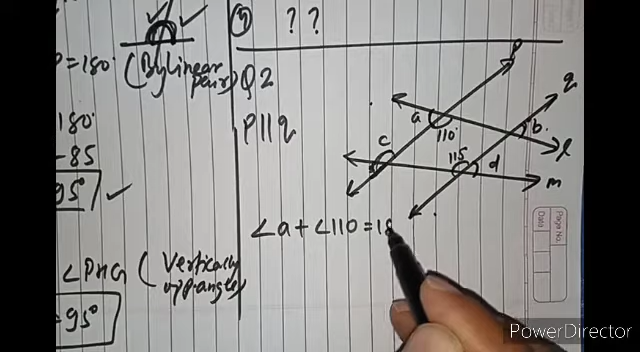 P=180° (By linear pair)
180°
-85
95°
∠PHG (Vertically opp angle)
=95°
? ?
Q2
P||q
p
q
a
110°
b
l
c
115
d
m
∠a+∠110=18
Page No.
Date
PowerDirector